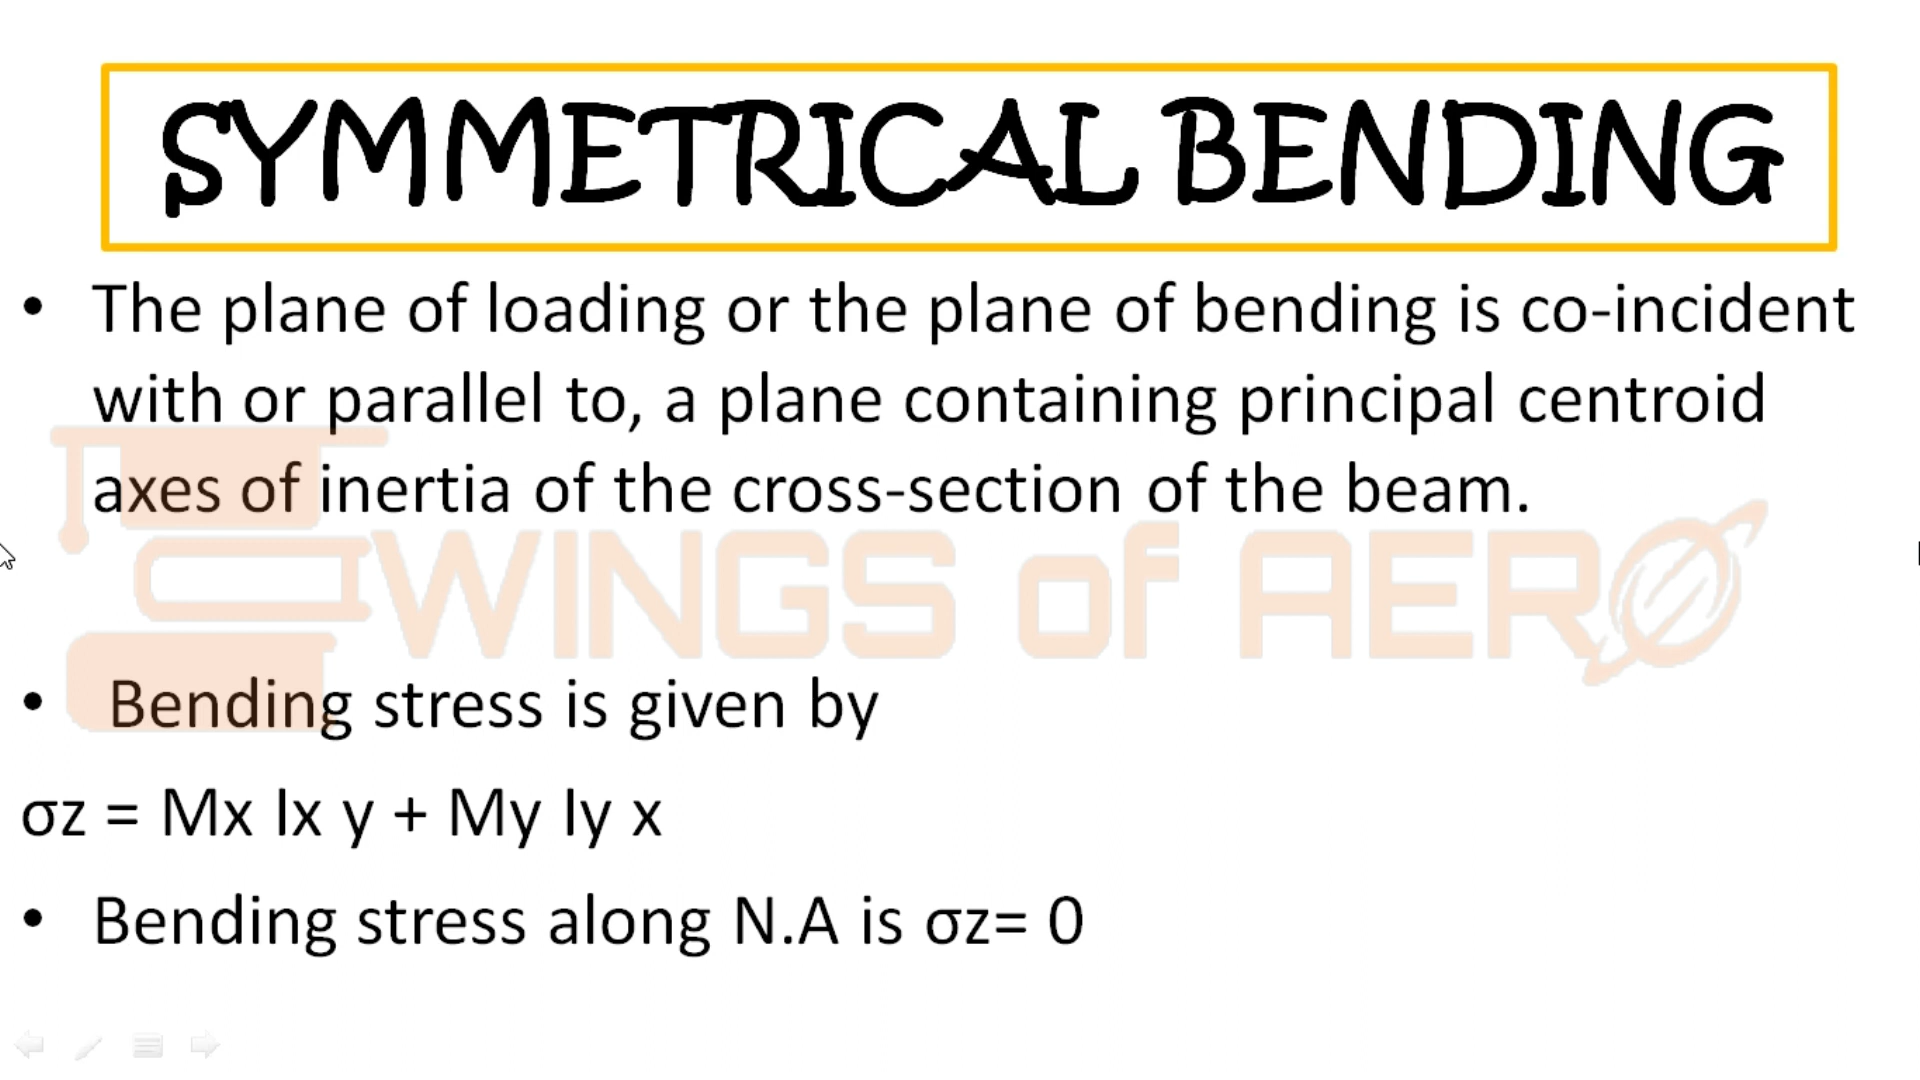 SYMMETRICAL BENDING
• The plane of loading or the plane of bending is co-incident
with or parallel to, a plane containing principal centroid
axes of inertia of the cross-section of the beam.
WINGS of AERO
• Bending stress is given by
σz = Mx Ix y + My Iy x
• Bending stress along N.A is σz= 0